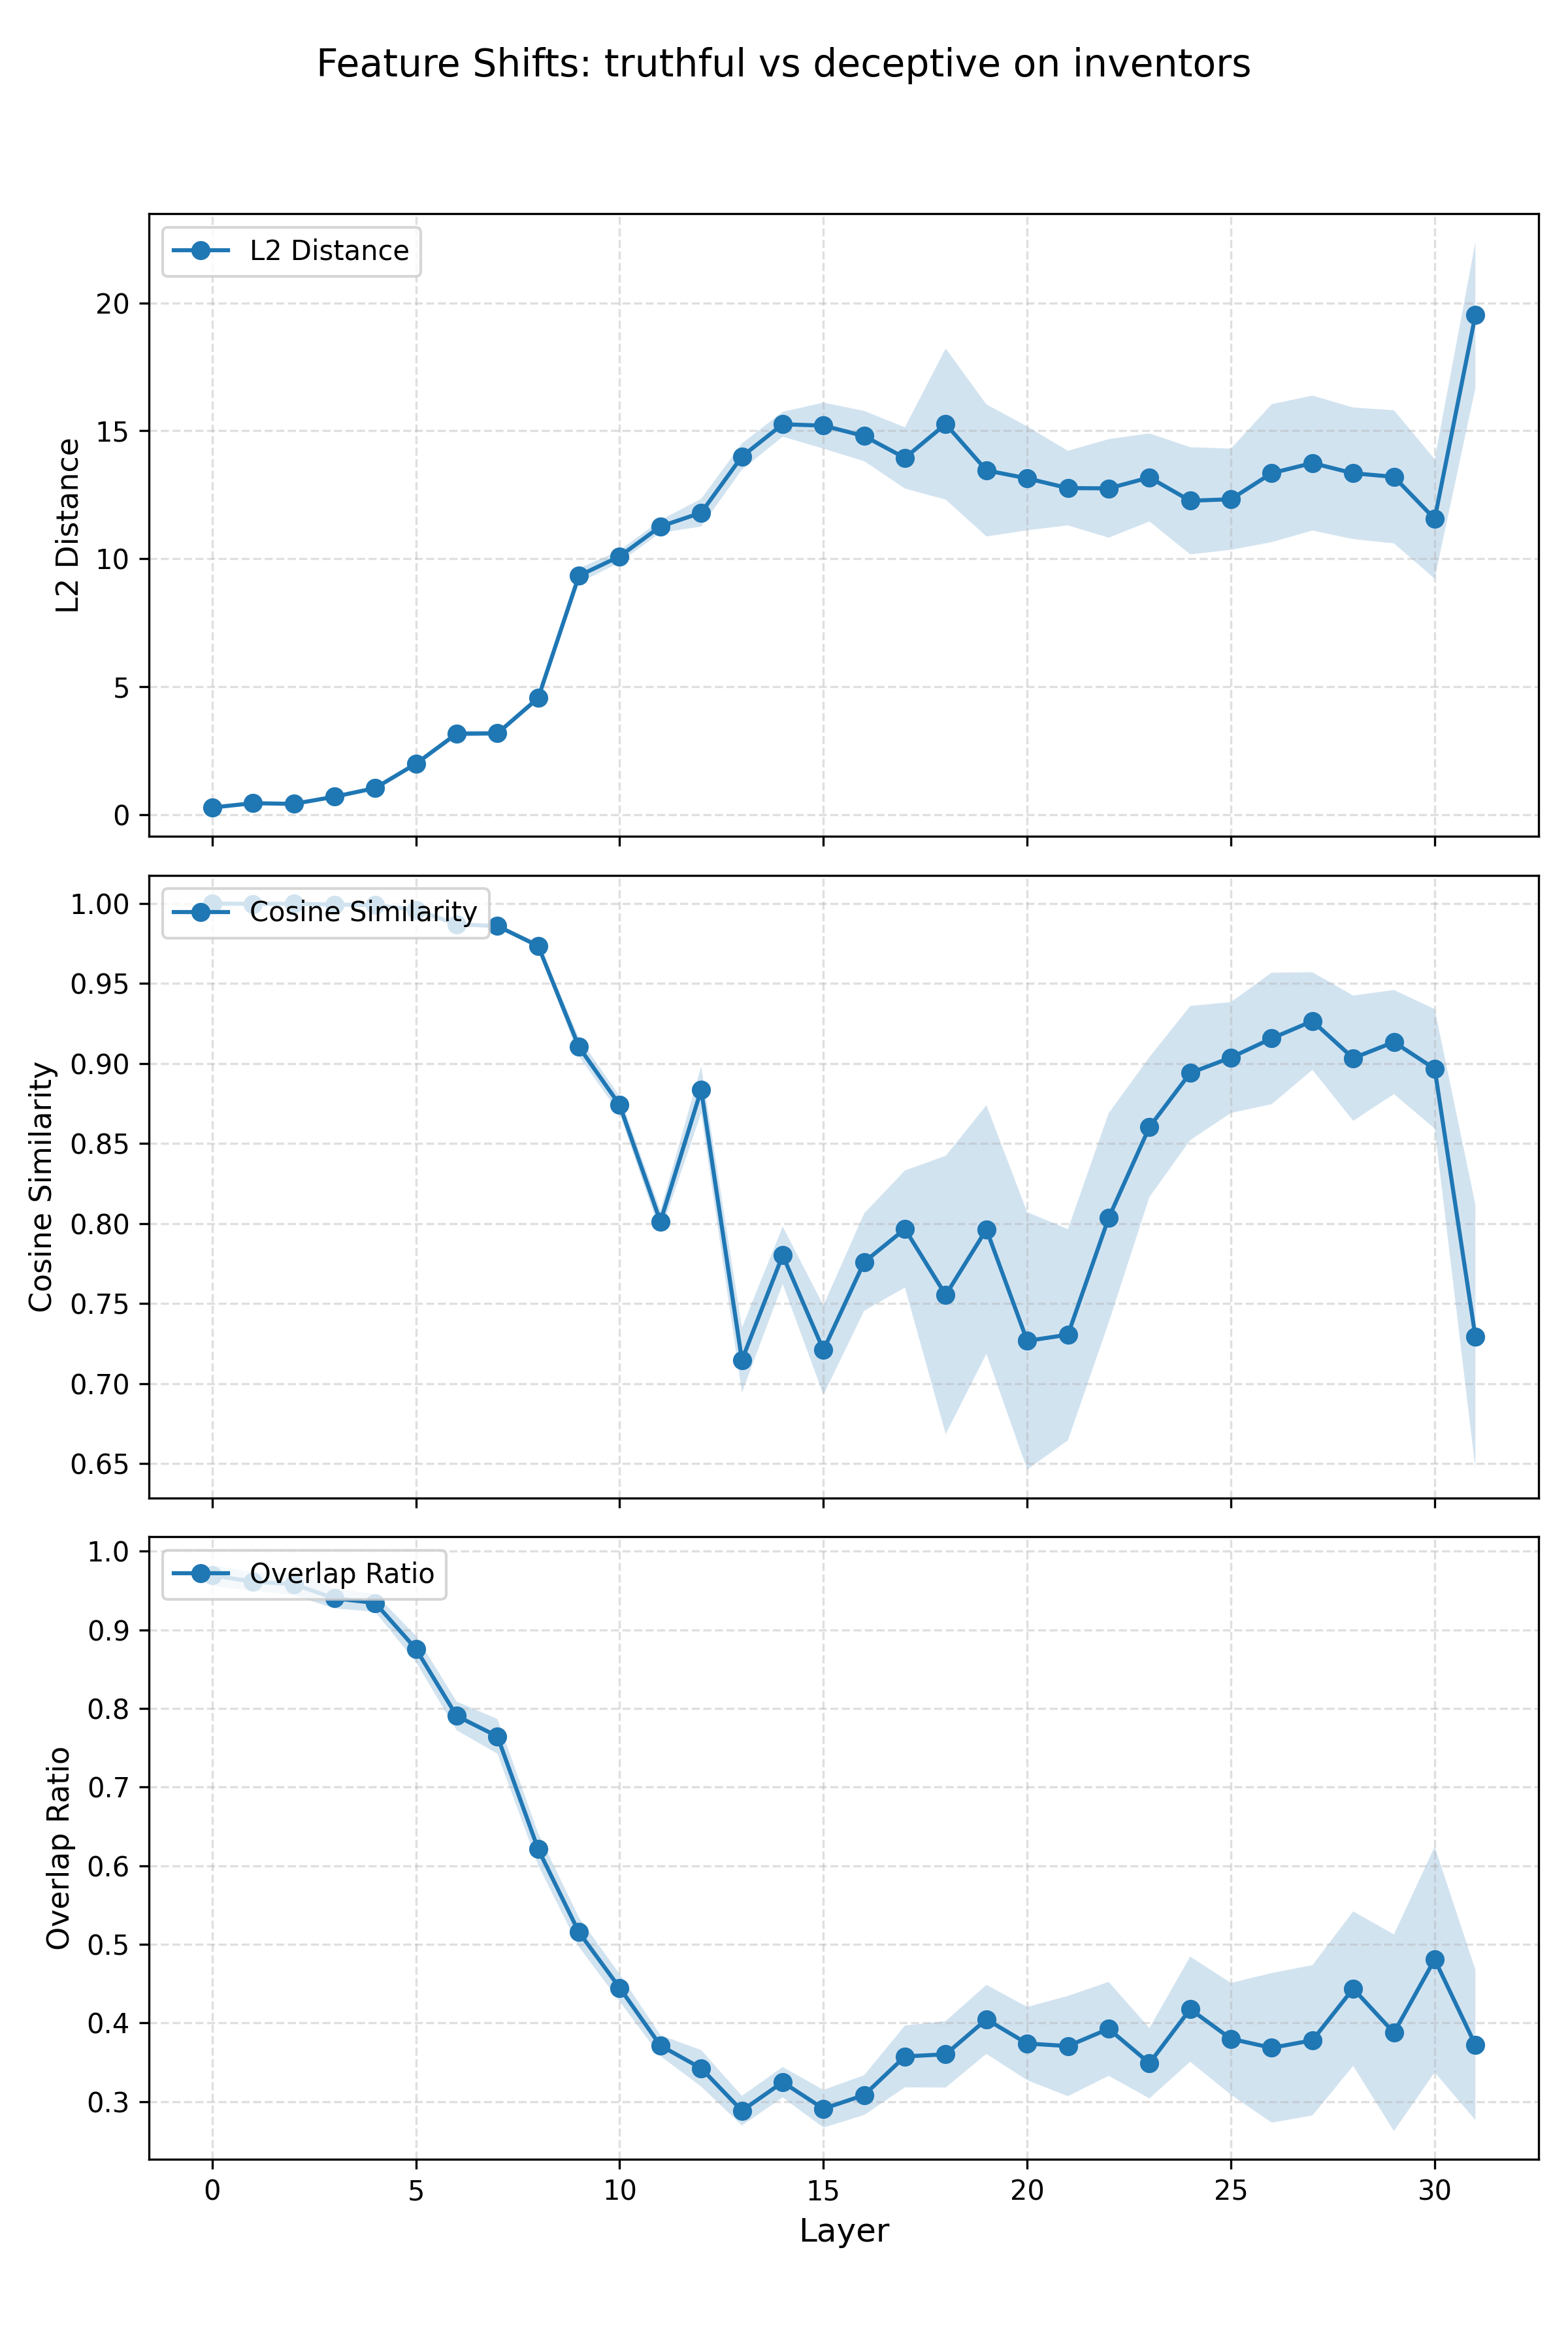 Feature Shifts: truthful vs deceptive on inventors
L2 Distance
L2 Distance
20
15
10
5
0
Cosine Similarity
Cosine Similarity
1.00
0.95
0.90
0.85
0.80
0.75
0.70
0.65
Overlap Ratio
Overlap Ratio
1.0
0.9
0.8
0.7
0.6
0.5
0.4
0.3
0 5 10 15 20 25 30
Layer